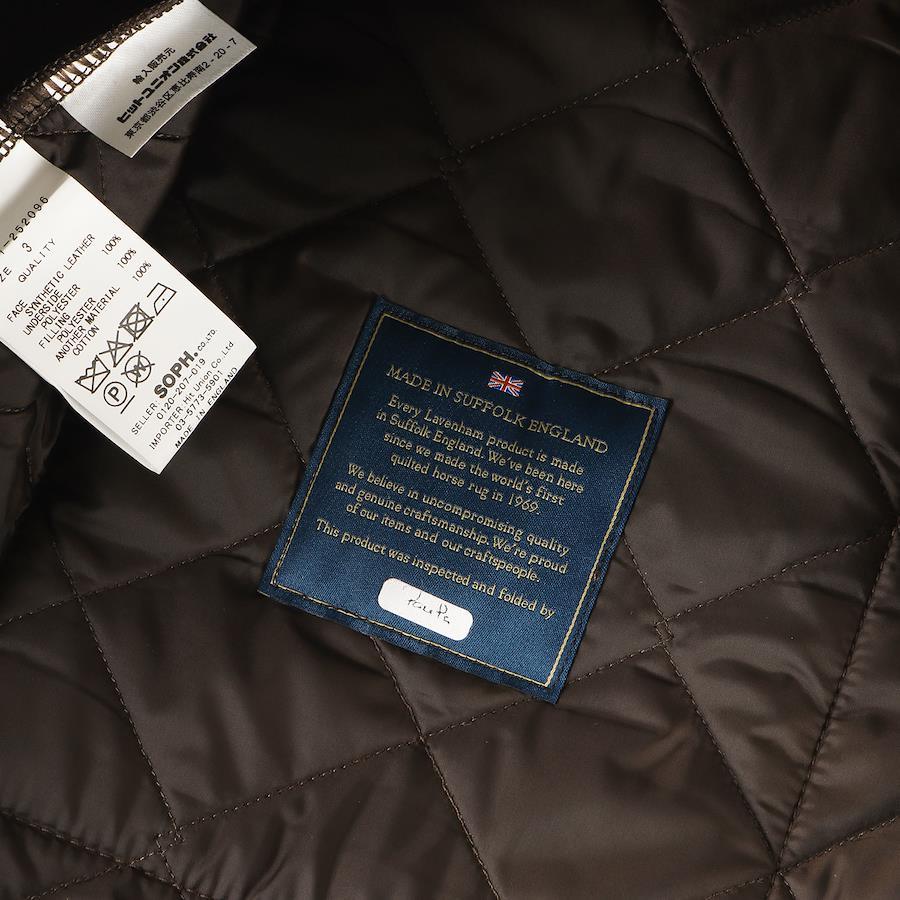 輸入販売元
ヒットユニオン株式会社
東京都渋谷区恵比寿南2-20-7
-252096
ZE 3
QUALITY
FACE
SYNTHETIC LEATHER 100%
UNDERSIDE
POLYESTER 100%
FILLING
POLYESTER 100%
ANOTHER MATERIAL
COTTON
P
SOPH.CO.,LTD.
SELLER:
0120-207-019
IMPORTER: Hit Union Co.Ltd
03-5773-5901
MADE IN ENGLAND
MADE IN SUFFOLK ENGLAND
Every Lavenham product is made
in Suffolk England. We've been here
since we made the world's first
quilted horse rug in 1969.
We believe in uncompromising quality
and genuine craftsmanship. We're proud
of our items and our craftspeople.
This product was inspected and folded by